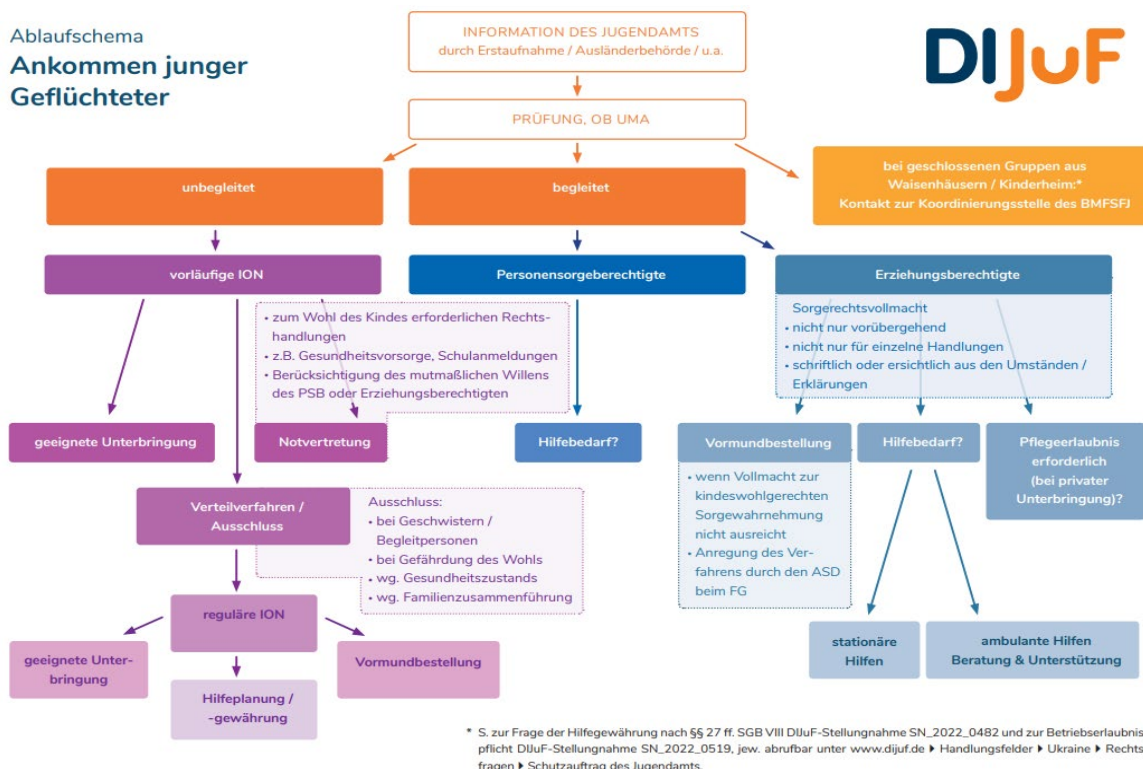 Ablaufschema
Ankommen junger
Geflüchteter
INFORMATION DES JUGENDAMTS
durch Erstaufnahme / Ausländerbehörde / u.a.
DIJuF
PRÜFUNG, OB UMA
unbegleitet
begleitet
bei geschlossenen Gruppen aus
Waisenhäusern / Kinderheim:*
Kontakt zur Koordinierungsstelle des BMFSFJ
vorläufige ION
Personensorgeberechtigte
Erziehungsberechtigte
• zum Wohl des Kindes erforderlichen Rechts-
handlungen
• z.B. Gesundheitsvorsorge, Schulanmeldungen
• Berücksichtigung des mutmaßlichen Willens
des PSB oder Erziehungsberechtigten
Sorgerechtsvollmacht
• nicht nur vorübergehend
• nicht nur für einzelne Handlungen
• schriftlich oder ersichtlich aus den Umständen /
Erklärungen
geeignete Unterbringung
Notvertretung
Hilfebedarf?
Vormundbestellung
Hilfebedarf?
Pflegeerlaubnis
erforderlich
(bei privater
Unterbringung)?
• wenn Vollmacht zur
kindeswohlgerechten
Sorgewahrnehmung
nicht ausreicht
• Anregung des Ver-
fahrens durch den ASD
beim FG
Verteilverfahren /
Ausschluss
Ausschluss:
• bei Geschwistern /
Begleitpersonen
• bei Gefährdung des Wohls
• wg. Gesundheitszustands
• wg. Familienzusammenführung
reguläre ION
geeignete Unter-
bringung
Vormundbestellung
Hilfeplanung /
-gewährung
stationäre
Hilfen
ambulante Hilfen
Beratung & Unterstützung
* S. zur Frage der Hilfegewährung nach §§ 27 ff. SGB VIII DIJuF-Stellungnahme SN_2022_0482 und zur Betriebserlaubnis
pflicht DIJuF-Stellungnahme SN_2022_0519, jew. abrufbar unter www.dijuf.de ▸ Handlungsfelder ▸ Ukraine ▸ Rechts
fragen ▸ Schutzauftrag des Jugendamts.